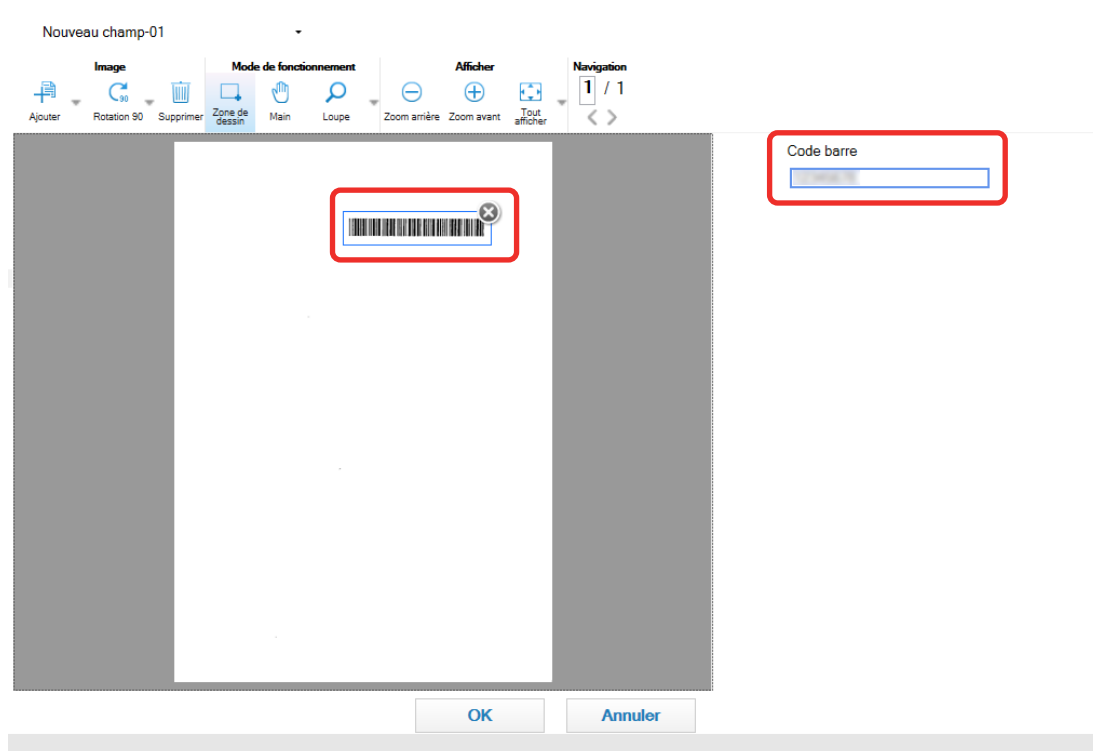 Nouveau champ-01
Image
Mode de fonctionnement
Afficher
Navigation
Ajouter
Rotation 90
Supprimer
Zone de
dessin
Main
Loupe
Zoom arrière
Zoom avant
Tout
afficher
1 / 1
90
Code barre
OK
Annuler